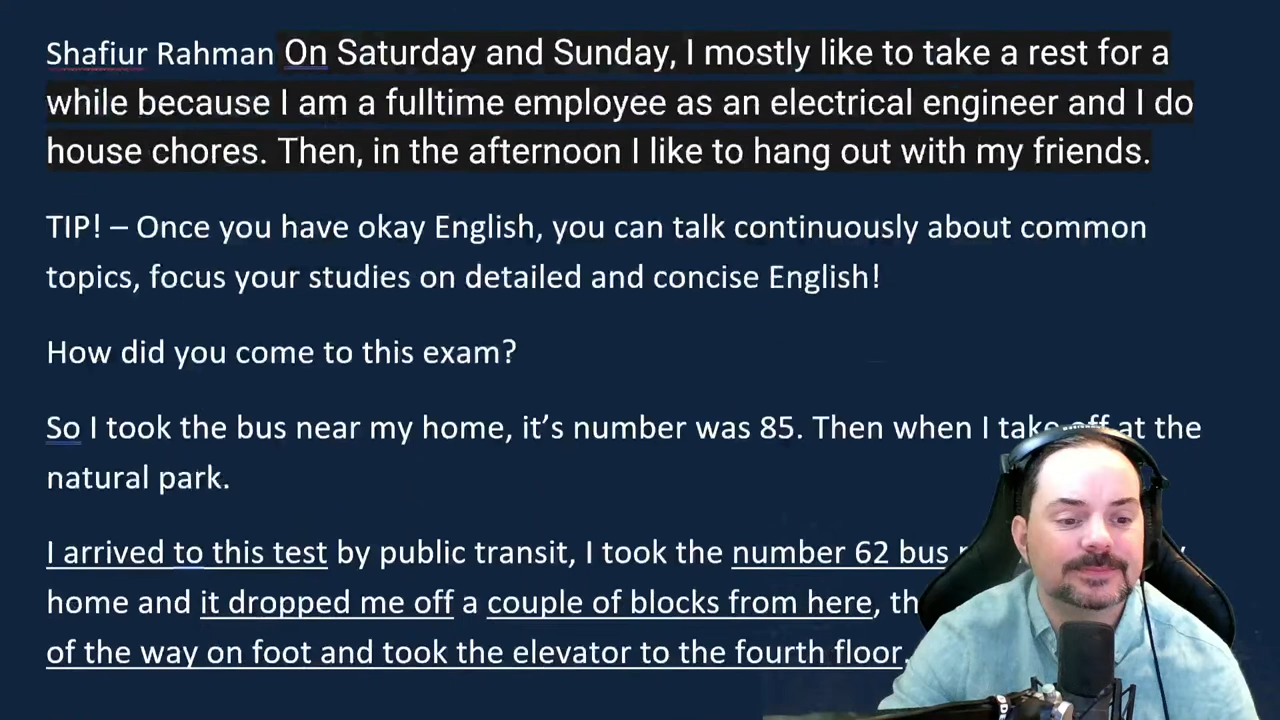 Shafiur Rahman On Saturday and Sunday, I mostly like to take a rest for a
while because I am a fulltime employee as an electrical engineer and I do
house chores. Then, in the afternoon I like to hang out with my friends.
TIP! – Once you have okay English, you can talk continuously about common
topics, focus your studies on detailed and concise English!
How did you come to this exam?
So I took the bus near my home, it’s number was 85. Then when I take off at the
natural park.
I arrived to this test by public transit, I took the number 62 bus
home and it dropped me off a couple of blocks from here,
of the way on foot and took the elevator to the fourth floor.